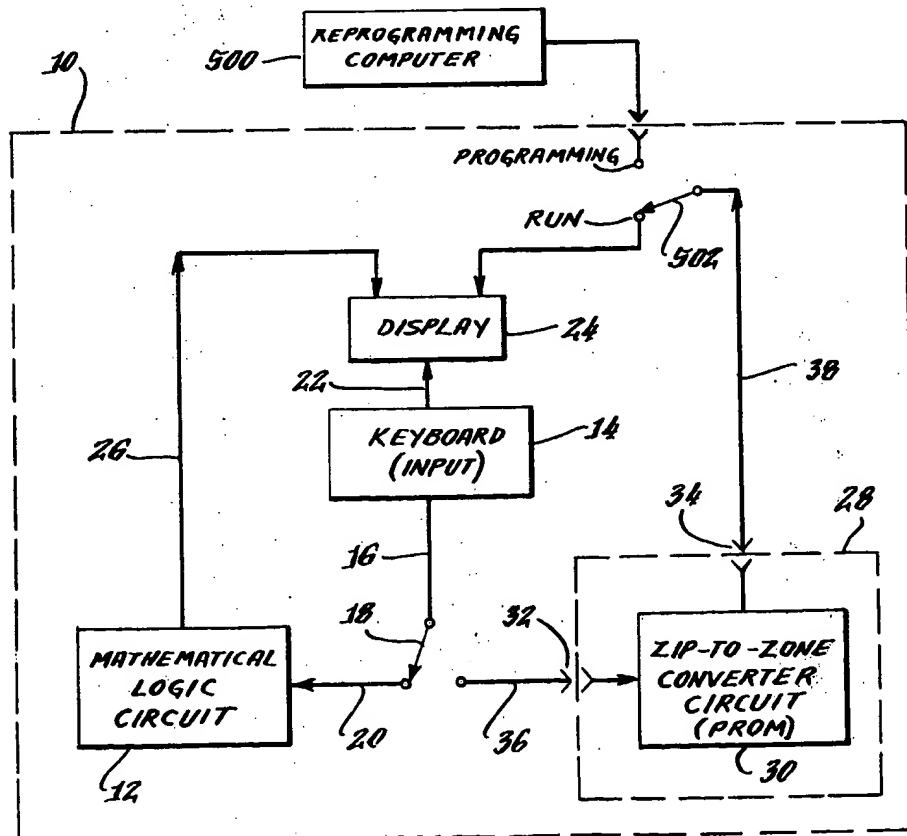 REPROGRAMMING
COMPUTER
500
10
PROGRAMMING
RUN
502
DISPLAY
24
22
38
KEYBOARD
(INPUT)
14
26
34
28
16
18
32
MATHEMATICAL
LOGIC
CIRCUIT
ZIP-TO-ZONE
CONVERTER
CIRCUIT
(PROM)
20
36
12
30